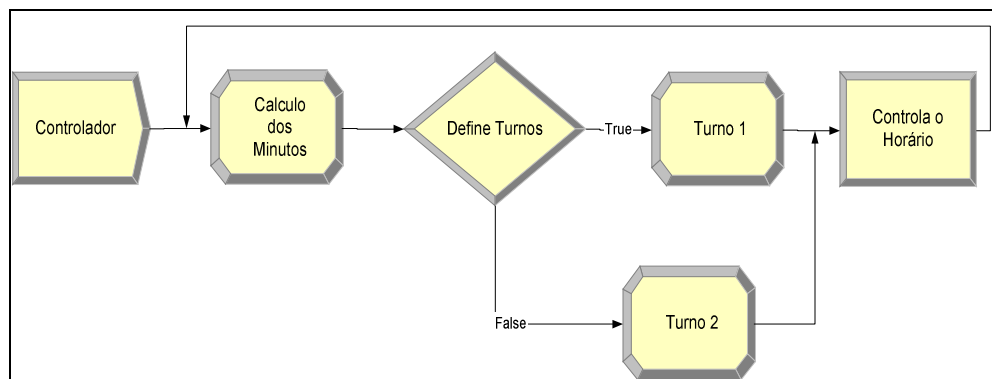 Controlador
Calculo
dos
Minutos
Define Turnos
True
Turno 1
Controla o
Horário
False
Turno 2